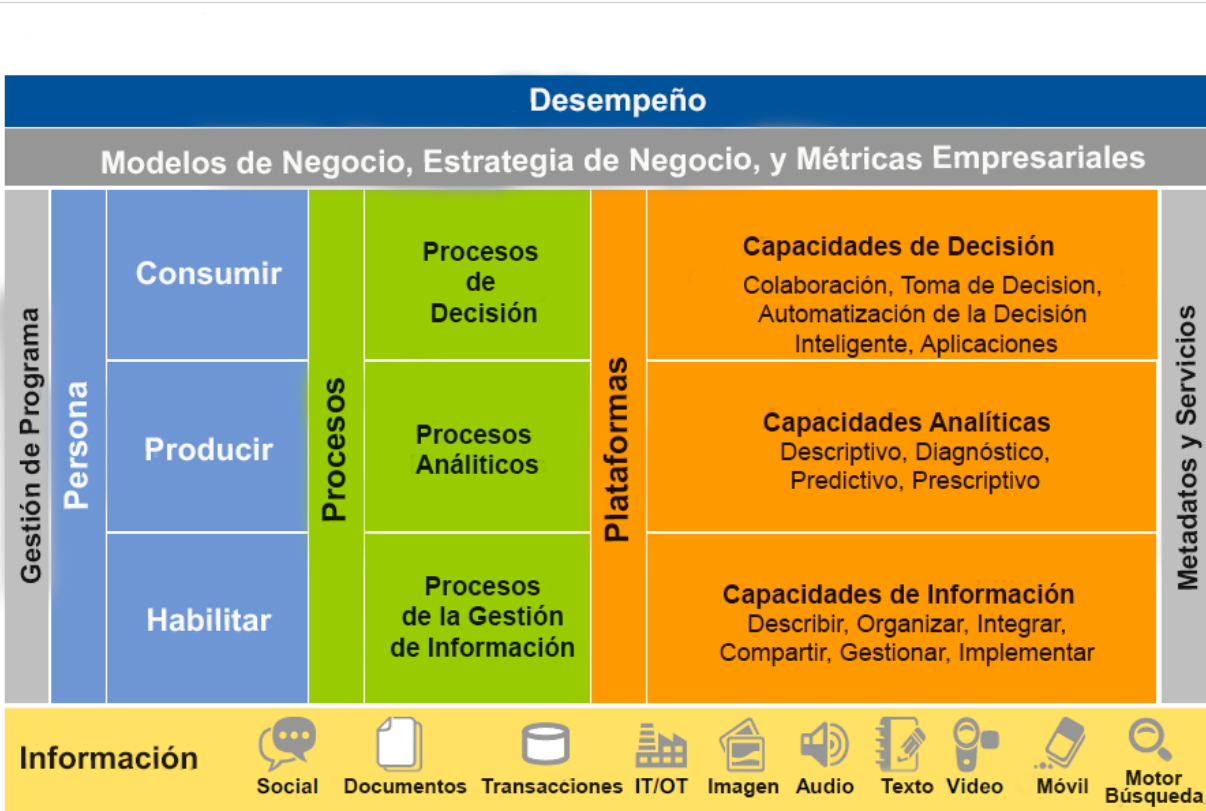 Desempeño
Modelos de Negocio, Estrategia de Negocio, y Métricas Empresariales
Gestión de Programa
Persona
Consumir
Producir
Habilitar
Procesos
Procesos
de
Decisión
Procesos
Análiticos
Procesos
de la Gestión
de Información
Plataformas
Capacidades de Decisión
Colaboración, Toma de Decision,
Automatización de la Decisión
Inteligente, Aplicaciones
Capacidades Analíticas
Descriptivo, Diagnóstico,
Predictivo, Prescriptivo
Capacidades de Información
Describir, Organizar, Integrar,
Compartir, Gestionar, Implementar
Metadatos y Servicios
Información
Social
Documentos
Transacciones
IT/OT
Imagen
Audio
Texto
Video
Móvil
Motor
Búsqueda